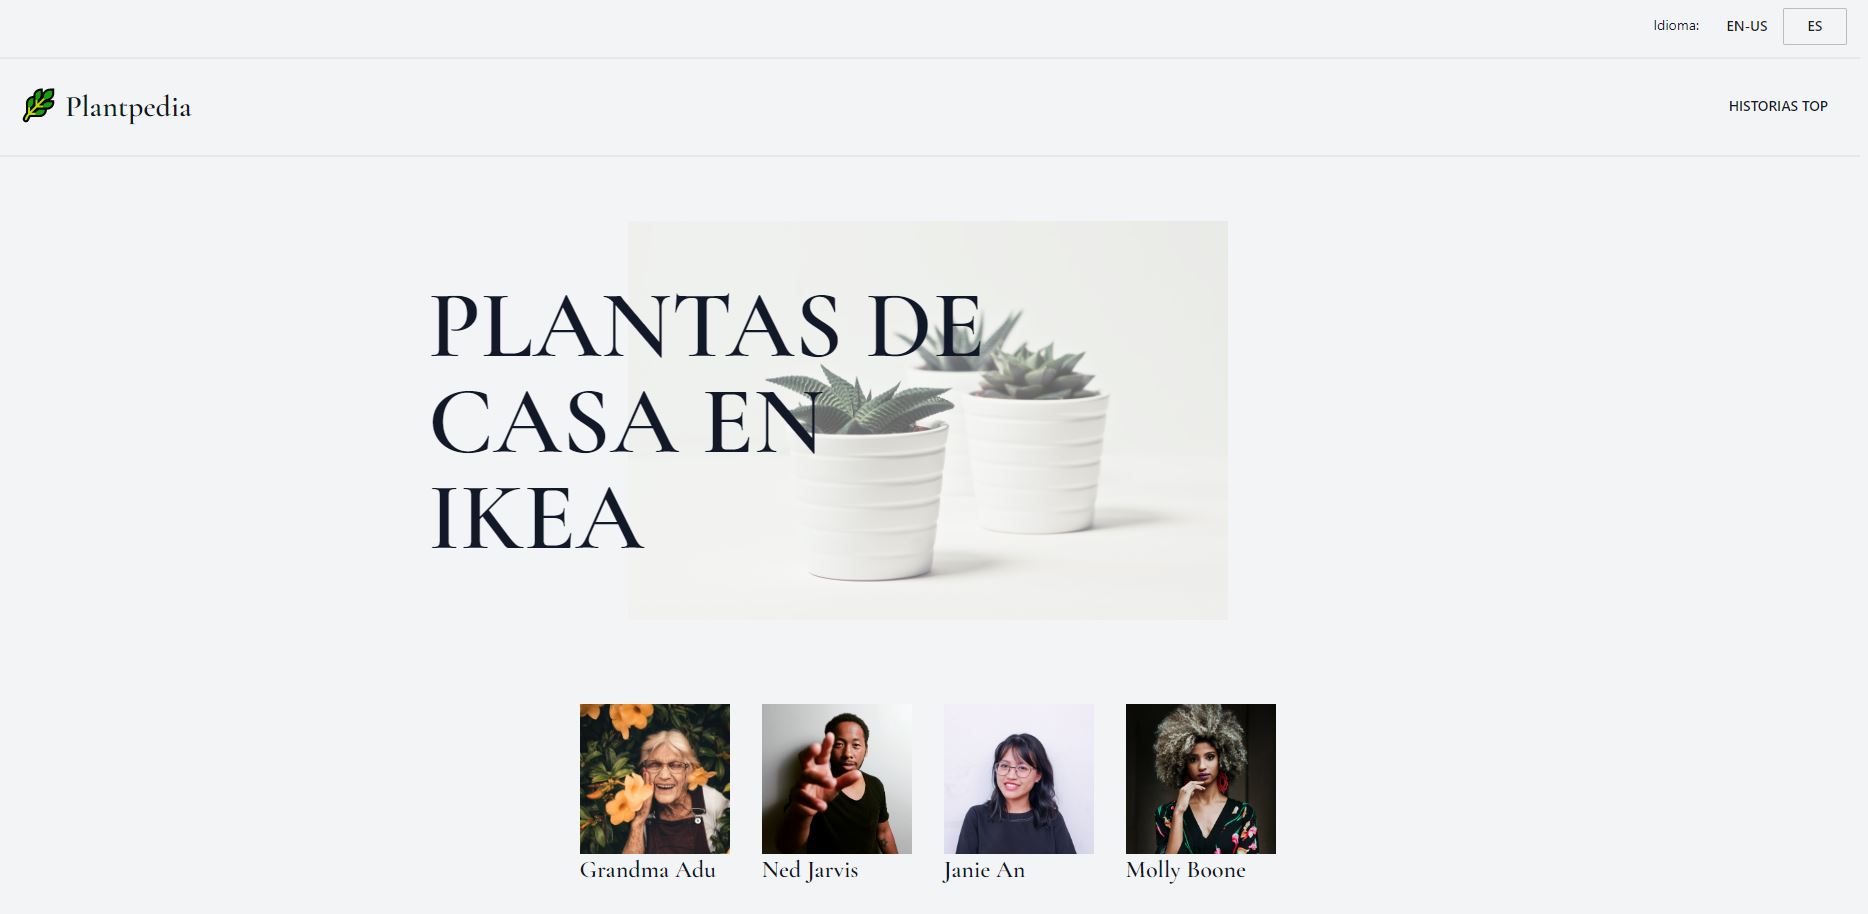 Idioma: EN-US ES
Plantpedia
HISTORIAS TOP
PLANTAS DE
CASA EN
IKEA
Grandma Adu
Ned Jarvis
Janie An
Molly Boone